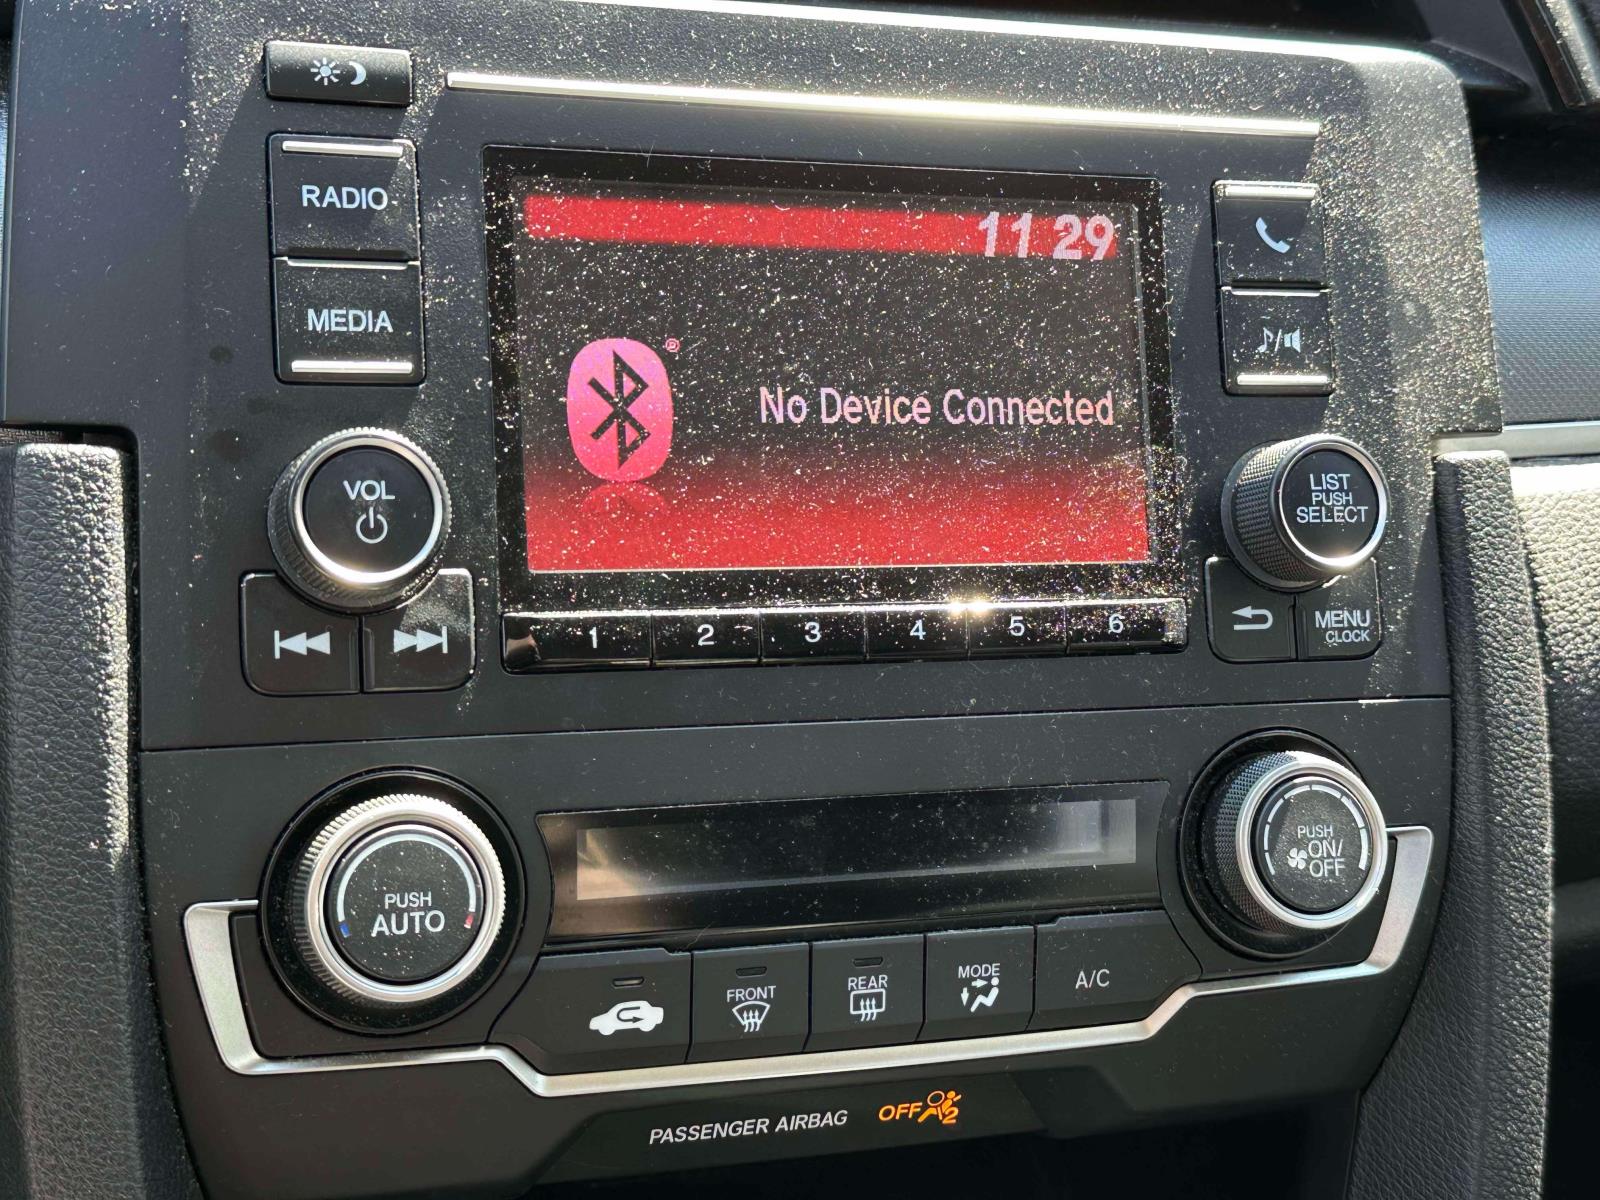 RADIO
MEDIA
VOL
11 29
No Device Connected
®
LIST
PUSH
SELECT
MENU
CLOCK
1 2 3 4 5 6
PUSH
AUTO
PUSH
ON/
OFF
FRONT
REAR
MODE
A/C
PASSENGER AIRBAG OFF 2